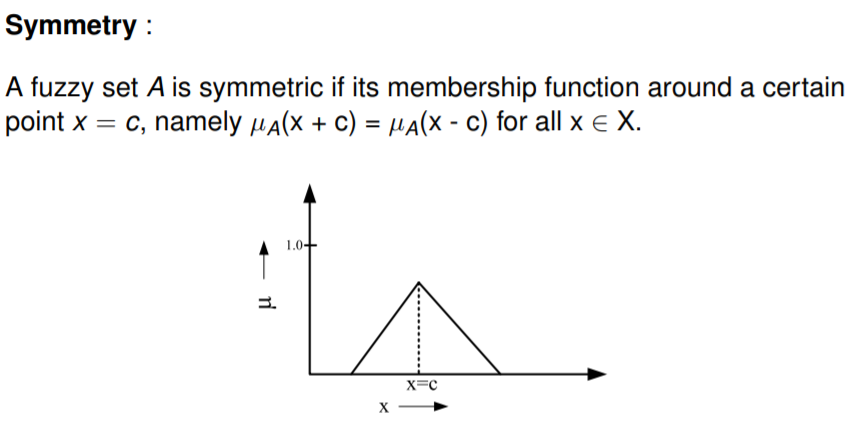 Symmetry :
A fuzzy set A is symmetric if its membership function around a certain
point x = c, namely μA(x + c) = μA(x - c) for all x ∈ X.
1.0
μ
x=c
x